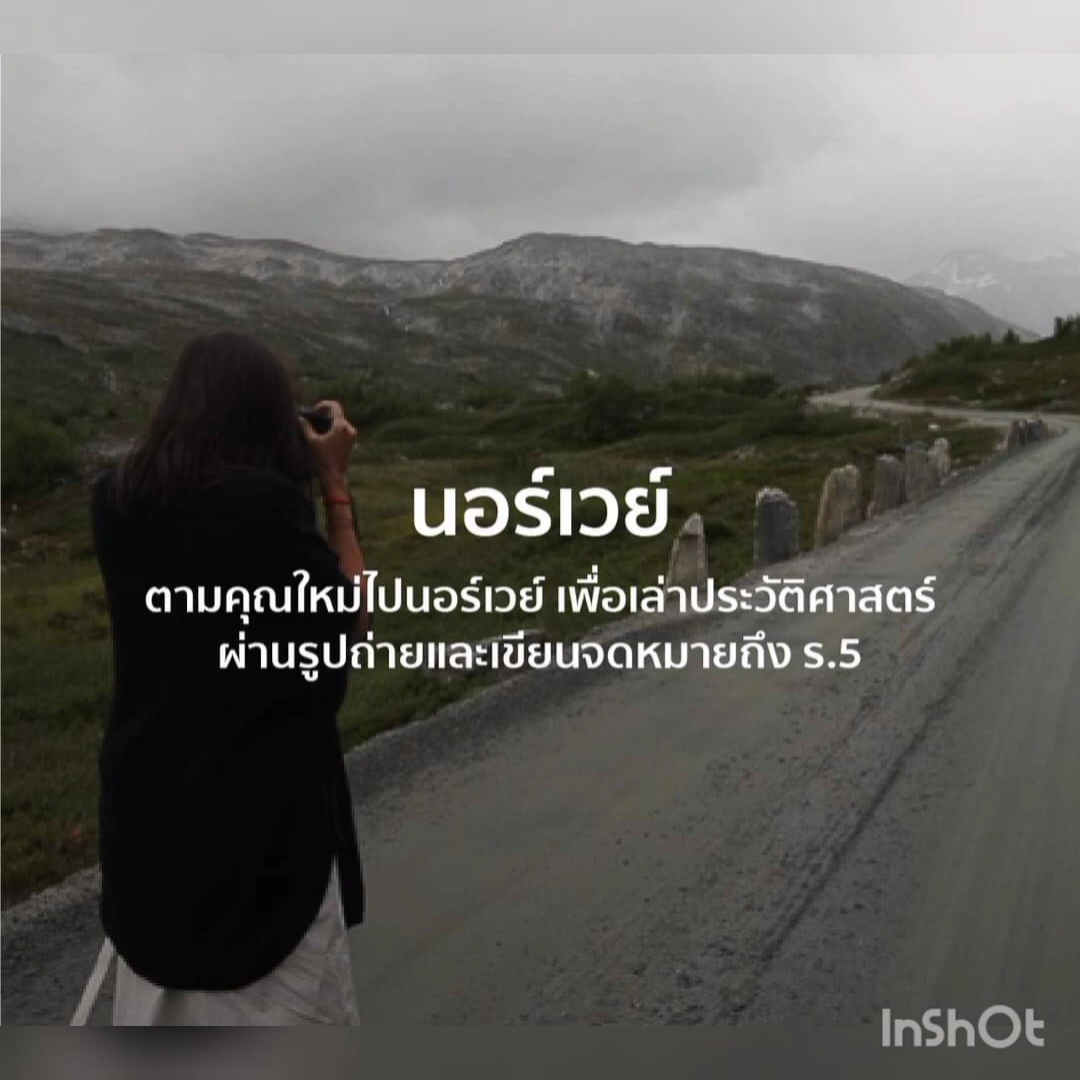 นอร์เวย์
ตามคุณใหม่ไปนอร์เวย์ เพื่อเล่าประวัติศาสตร์
ผ่านรูปถ่ายและเขียนจดหมายถึง ร.5
InShOt